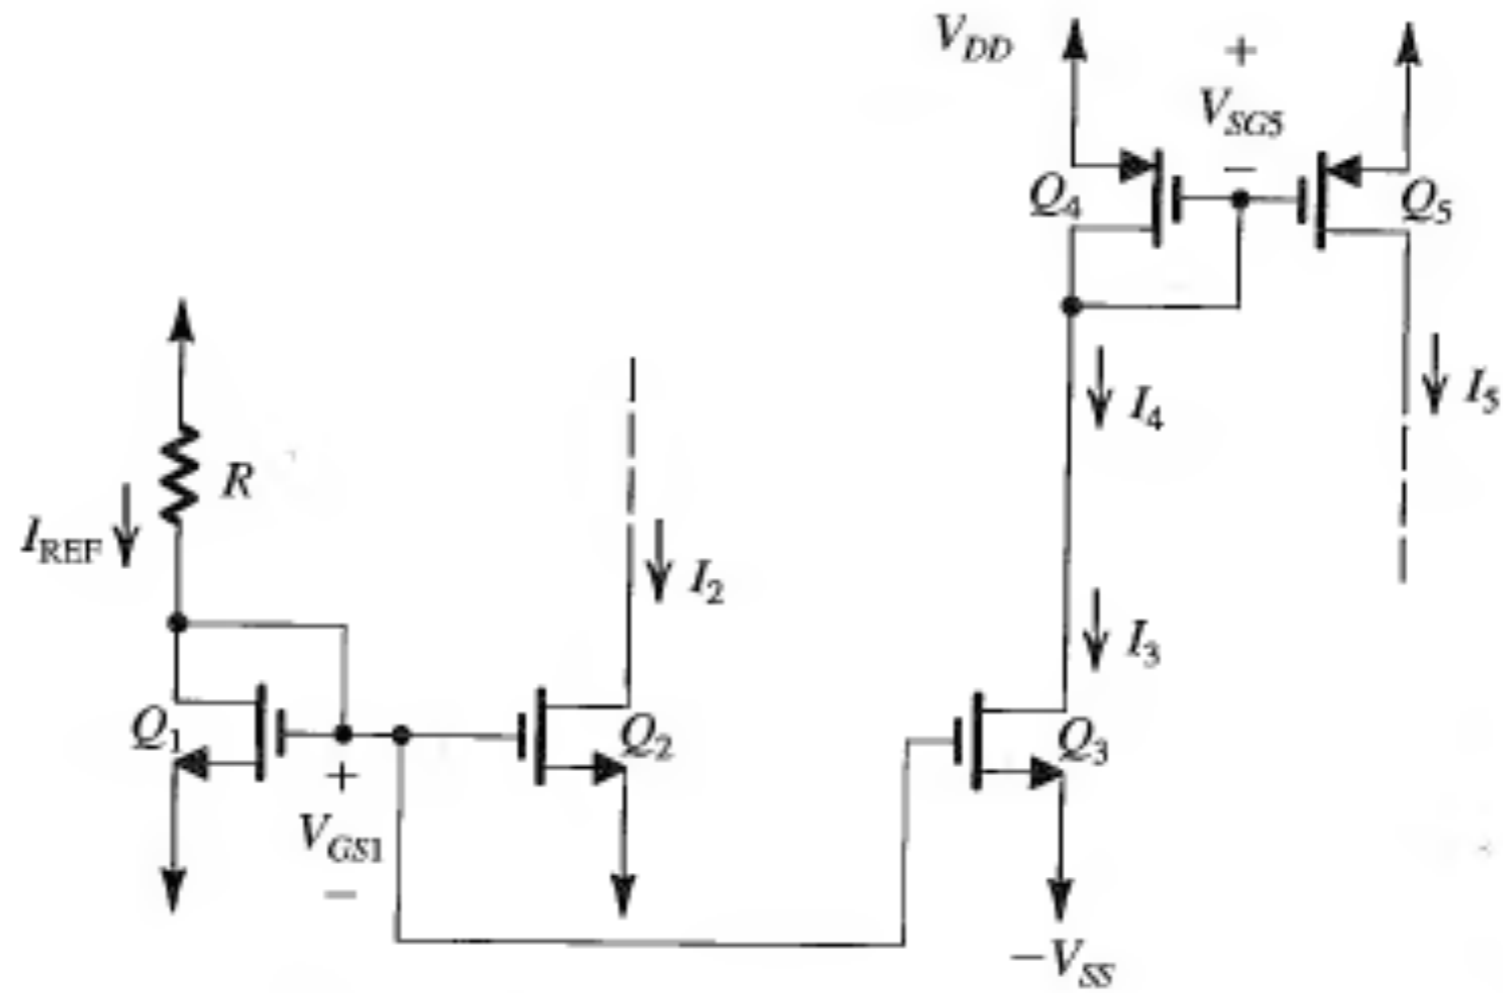 V_DD
+
V_SG5
−
Q_4
Q_5
I_4
I_5
R
I_REF
I_2
I_3
Q_1
Q_2
Q_3
+
V_GS1
−
−V_SS